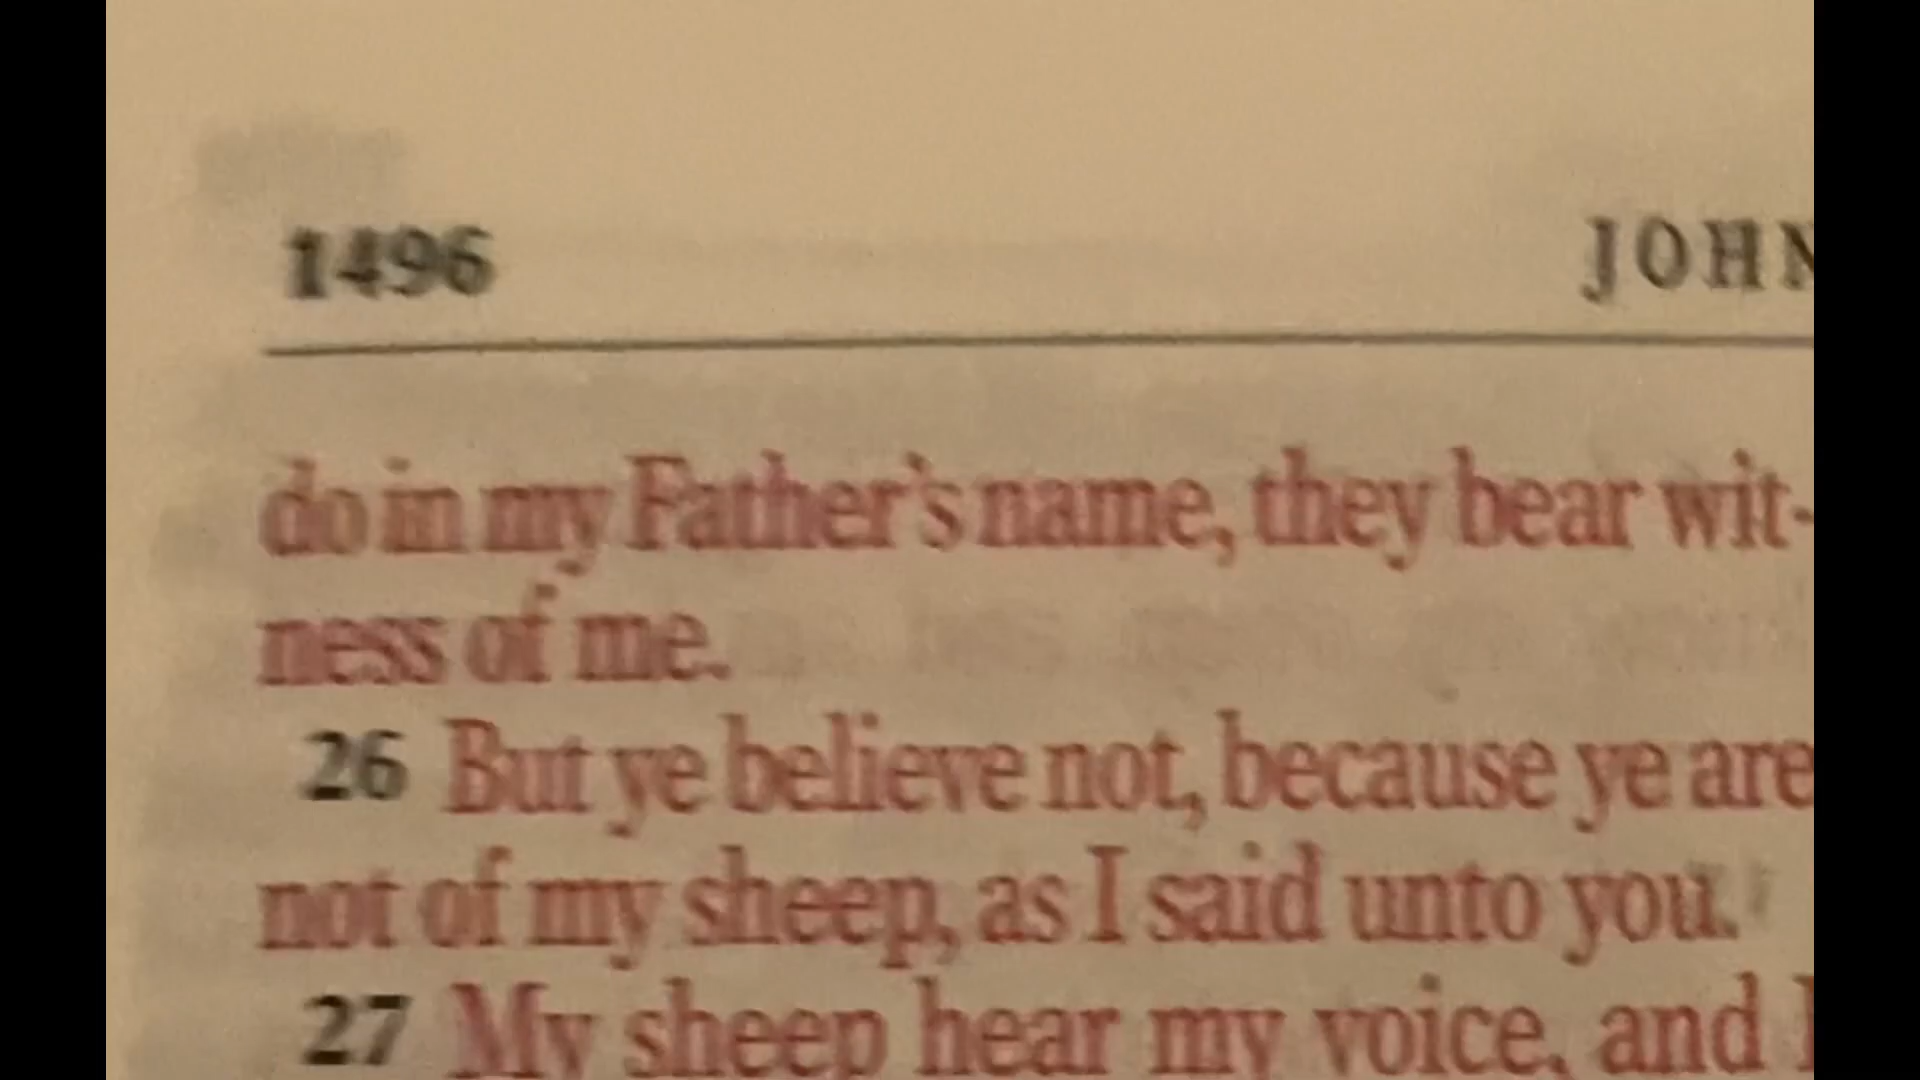 1496 JOHN
do in my Father's name, they bear wit-
ness of me.
26 But ye believe not, because ye are
not of my sheep, as I said unto you.
27 My sheep hear my voice, and I